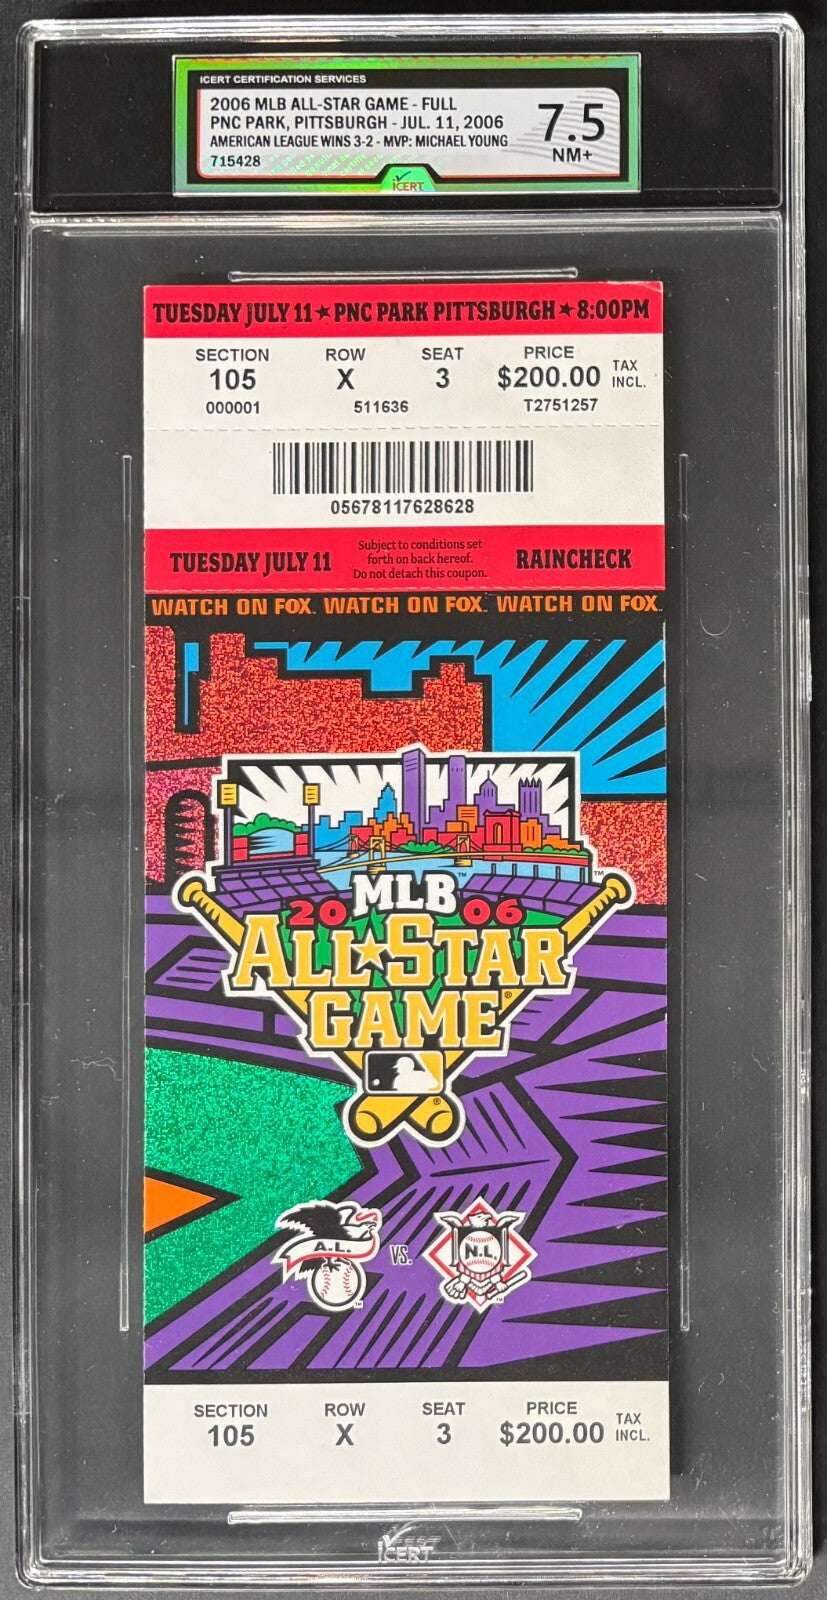 ICERT CERTIFICATION SERVICES
2006 MLB ALL-STAR GAME - FULL
PNC PARK, PITTSBURGH - JUL. 11, 2006
AMERICAN LEAGUE WINS 3-2 - MVP: MICHAEL YOUNG
715428
7.5
NM+
iCERT
TUESDAY JULY 11★PNC PARK PITTSBURGH★8:00PM
SECTION ROW SEAT PRICE
105 X 3 $200.00 TAX INCL.
000001 511636 T2751257
05678117628628
TUESDAY JULY 11
Subject to conditions set
forth on back hereof.
Do not detach this coupon.
RAINCHECK
WATCH ON FOX. WATCH ON FOX. WATCH ON FOX.
MLB™
2006
ALL★STAR
GAME®
A.L. VS. N.L.
SECTION ROW SEAT PRICE
105 X 3 $200.00 TAX INCL.
iCERT